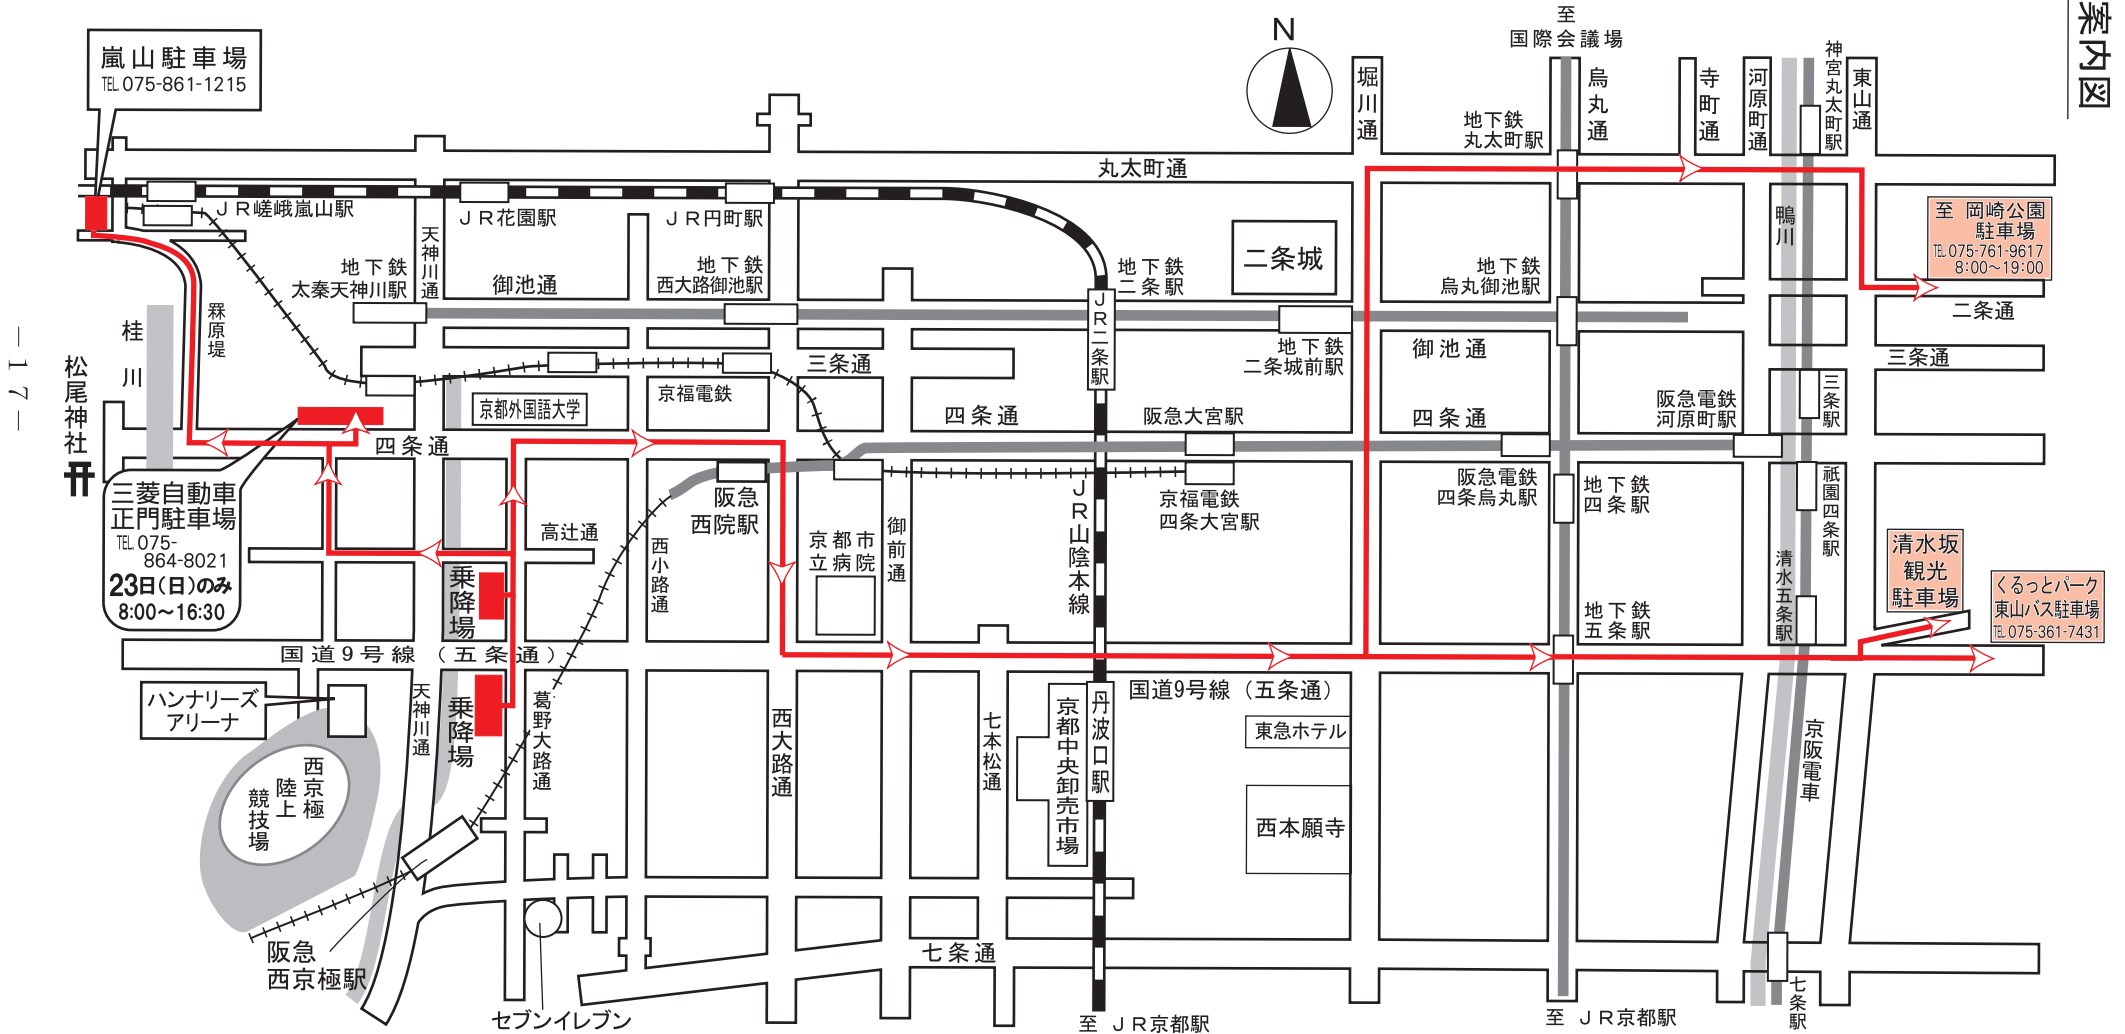 案内図
嵐山駐車場
TEL.075-861-1215
N
至
国際会議場
堀川通
烏丸通
寺町通
河原町通
神宮丸太町駅
東山通
地下鉄
丸太町駅
丸太町通
JR嵯峨嵐山駅
JR花園駅
JR円町駅
天神川通
地下鉄
太秦天神川駅
御池通
地下鉄
西大路御池駅
地下鉄
二条駅
二条城
地下鉄
烏丸御池駅
鴨川
至 岡崎公園
駐車場
TEL.075-761-9617
8:00~19:00
二条通
桂川
罧原堤
JR二条駅
地下鉄
二条城前駅
御池通
三条通
三条通
三条駅
松尾神社
京都外国語大学
京福電鉄
四条通
阪急大宮駅
四条通
阪急電鉄
河原町駅
四条通
三菱自動車
正門駐車場
TEL.075-
864-8021
23日(日)のみ
8:00~16:30
阪急
西院駅
京福電鉄
四条大宮駅
阪急電鉄
四条烏丸駅
地下鉄
四条駅
祇園四条駅
高辻通
西小路通
京都市
立病院
御前通
JR山陰本線
清水五条駅
清水坂
観光
駐車場
くるっとパーク
東山バス駐車場
TEL.075-361-7431
乗降場
地下鉄
五条駅
国道9号線(五条通)
国道9号線(五条通)
ハンナリーズ
アリーナ
天神川通
乗降場
葛野大路通
西大路通
七本松通
京都中央卸売市場
丹波口駅
東急ホテル
西本願寺
京阪電車
西京極
陸上
競技場
阪急
西京極駅
セブンイレブン
七条通
七条駅
至 JR京都駅
至 JR京都駅
－17－